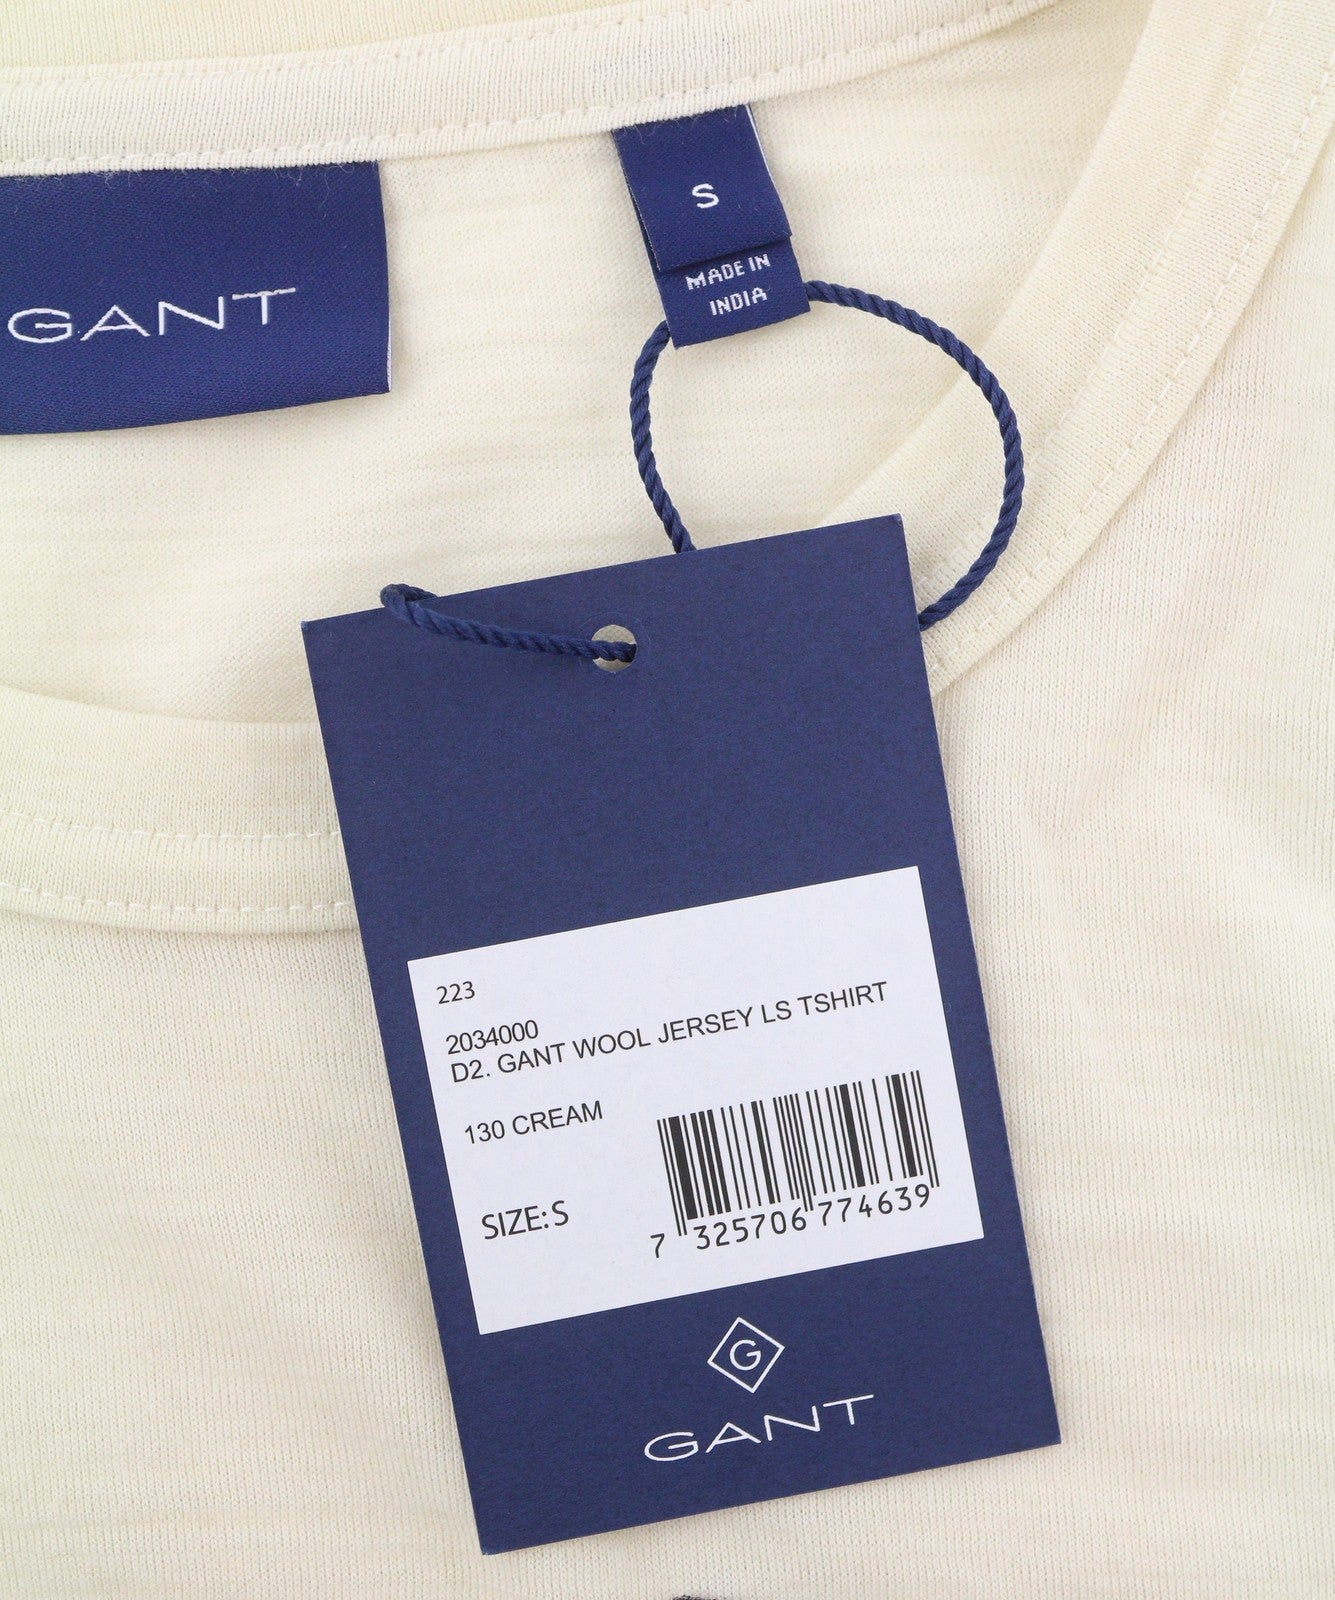 GANT
S
MADE IN
INDIA
223
2034000
D2. GANT WOOL JERSEY LS TSHIRT
130 CREAM
SIZE: S
7 325706 774639
G
GANT